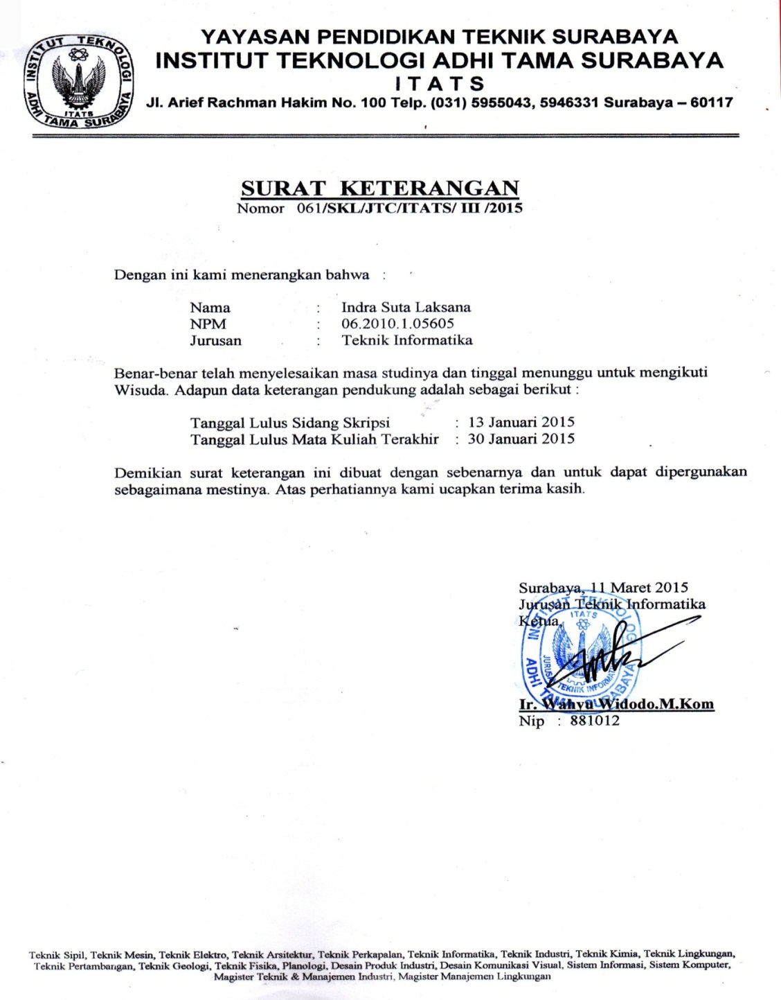 YAYASAN PENDIDIKAN TEKNIK SURABAYA
INSTITUT TEKNOLOGI ADHI TAMA SURABAYA
I T A T S
Jl. Arief Rachman Hakim No. 100 Telp. (031) 5955043, 5946331 Surabaya – 60117
INSTITUT TEKNOLOGI
ADHI TAMA SURABAYA
ITATS
SURAT KETERANGAN
Nomor 061/SKL/JTC/ITATS/ III /2015
Dengan ini kami menerangkan bahwa :
Nama : Indra Suta Laksana
NPM : 06.2010.1.05605
Jurusan : Teknik Informatika
Benar-benar telah menyelesaikan masa studinya dan tinggal menunggu untuk mengikuti
Wisuda. Adapun data keterangan pendukung adalah sebagai berikut :
Tanggal Lulus Sidang Skripsi : 13 Januari 2015
Tanggal Lulus Mata Kuliah Terakhir : 30 Januari 2015
Demikian surat keterangan ini dibuat dengan sebenarnya dan untuk dapat dipergunakan
sebagaimana mestinya. Atas perhatiannya kami ucapkan terima kasih.
Surabaya, 11 Maret 2015
Jurusan Teknik Informatika
Ketua,
INSTITUT TEKNOLOGI
ADHI TAMA SURABAYA
ITATS
JURUSAN TEKNIK INFORMATIKA
Ir. Wahyu Widodo.M.Kom
Nip : 881012
Teknik Sipil, Teknik Mesin, Teknik Elektro, Teknik Arsitektur, Teknik Perkapalan, Teknik Informatika, Teknik Industri, Teknik Kimia, Teknik Lingkungan,
Teknik Pertambangan, Teknik Geologi, Teknik Fisika, Planologi, Desain Produk Industri, Desain Komunikasi Visual, Sistem Informasi, Sistem Komputer,
Magister Teknik & Manajemen Industri, Magister Manajemen Lingkungan